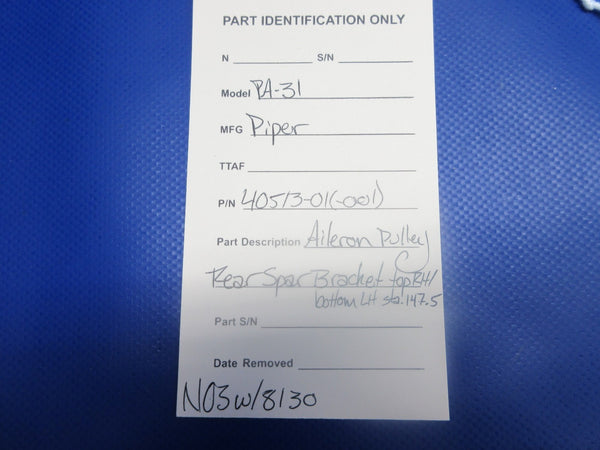 PART IDENTIFICATION ONLY
N S/N
Model PA-31
MFG Piper
TTAF
P/N 40513-01(-001)
Part Description Aileron Pulley
Rear Spar Bracket top RH/
bottom LH sta. 147.5
Part S/N
Date Removed
N03w/8130